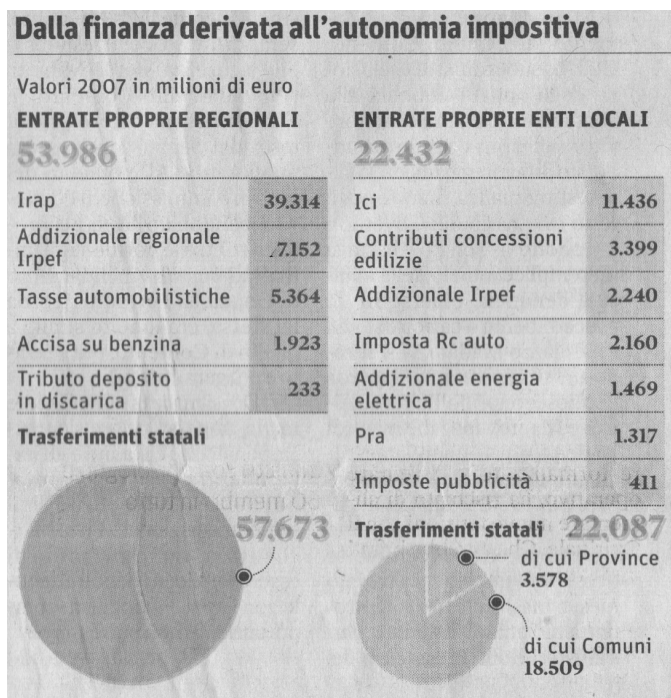 Dalla finanza derivata all'autonomia impositiva
Valori 2007 in milioni di euro
ENTRATE PROPRIE REGIONALI
53.986
Irap 39.314
Addizionale regionale
Irpef 7.152
Tasse automobilistiche 5.364
Accisa su benzina 1.923
Tributo deposito
in discarica 233
Trasferimenti statali
57.673
ENTRATE PROPRIE ENTI LOCALI
22.432
Ici 11.436
Contributi concessioni
edilizie 3.399
Addizionale Irpef 2.240
Imposta Rc auto 2.160
Addizionale energia
elettrica 1.469
Pra 1.317
Imposte pubblicità 411
Trasferimenti statali 22.087
di cui Province
3.578
di cui Comuni
18.509